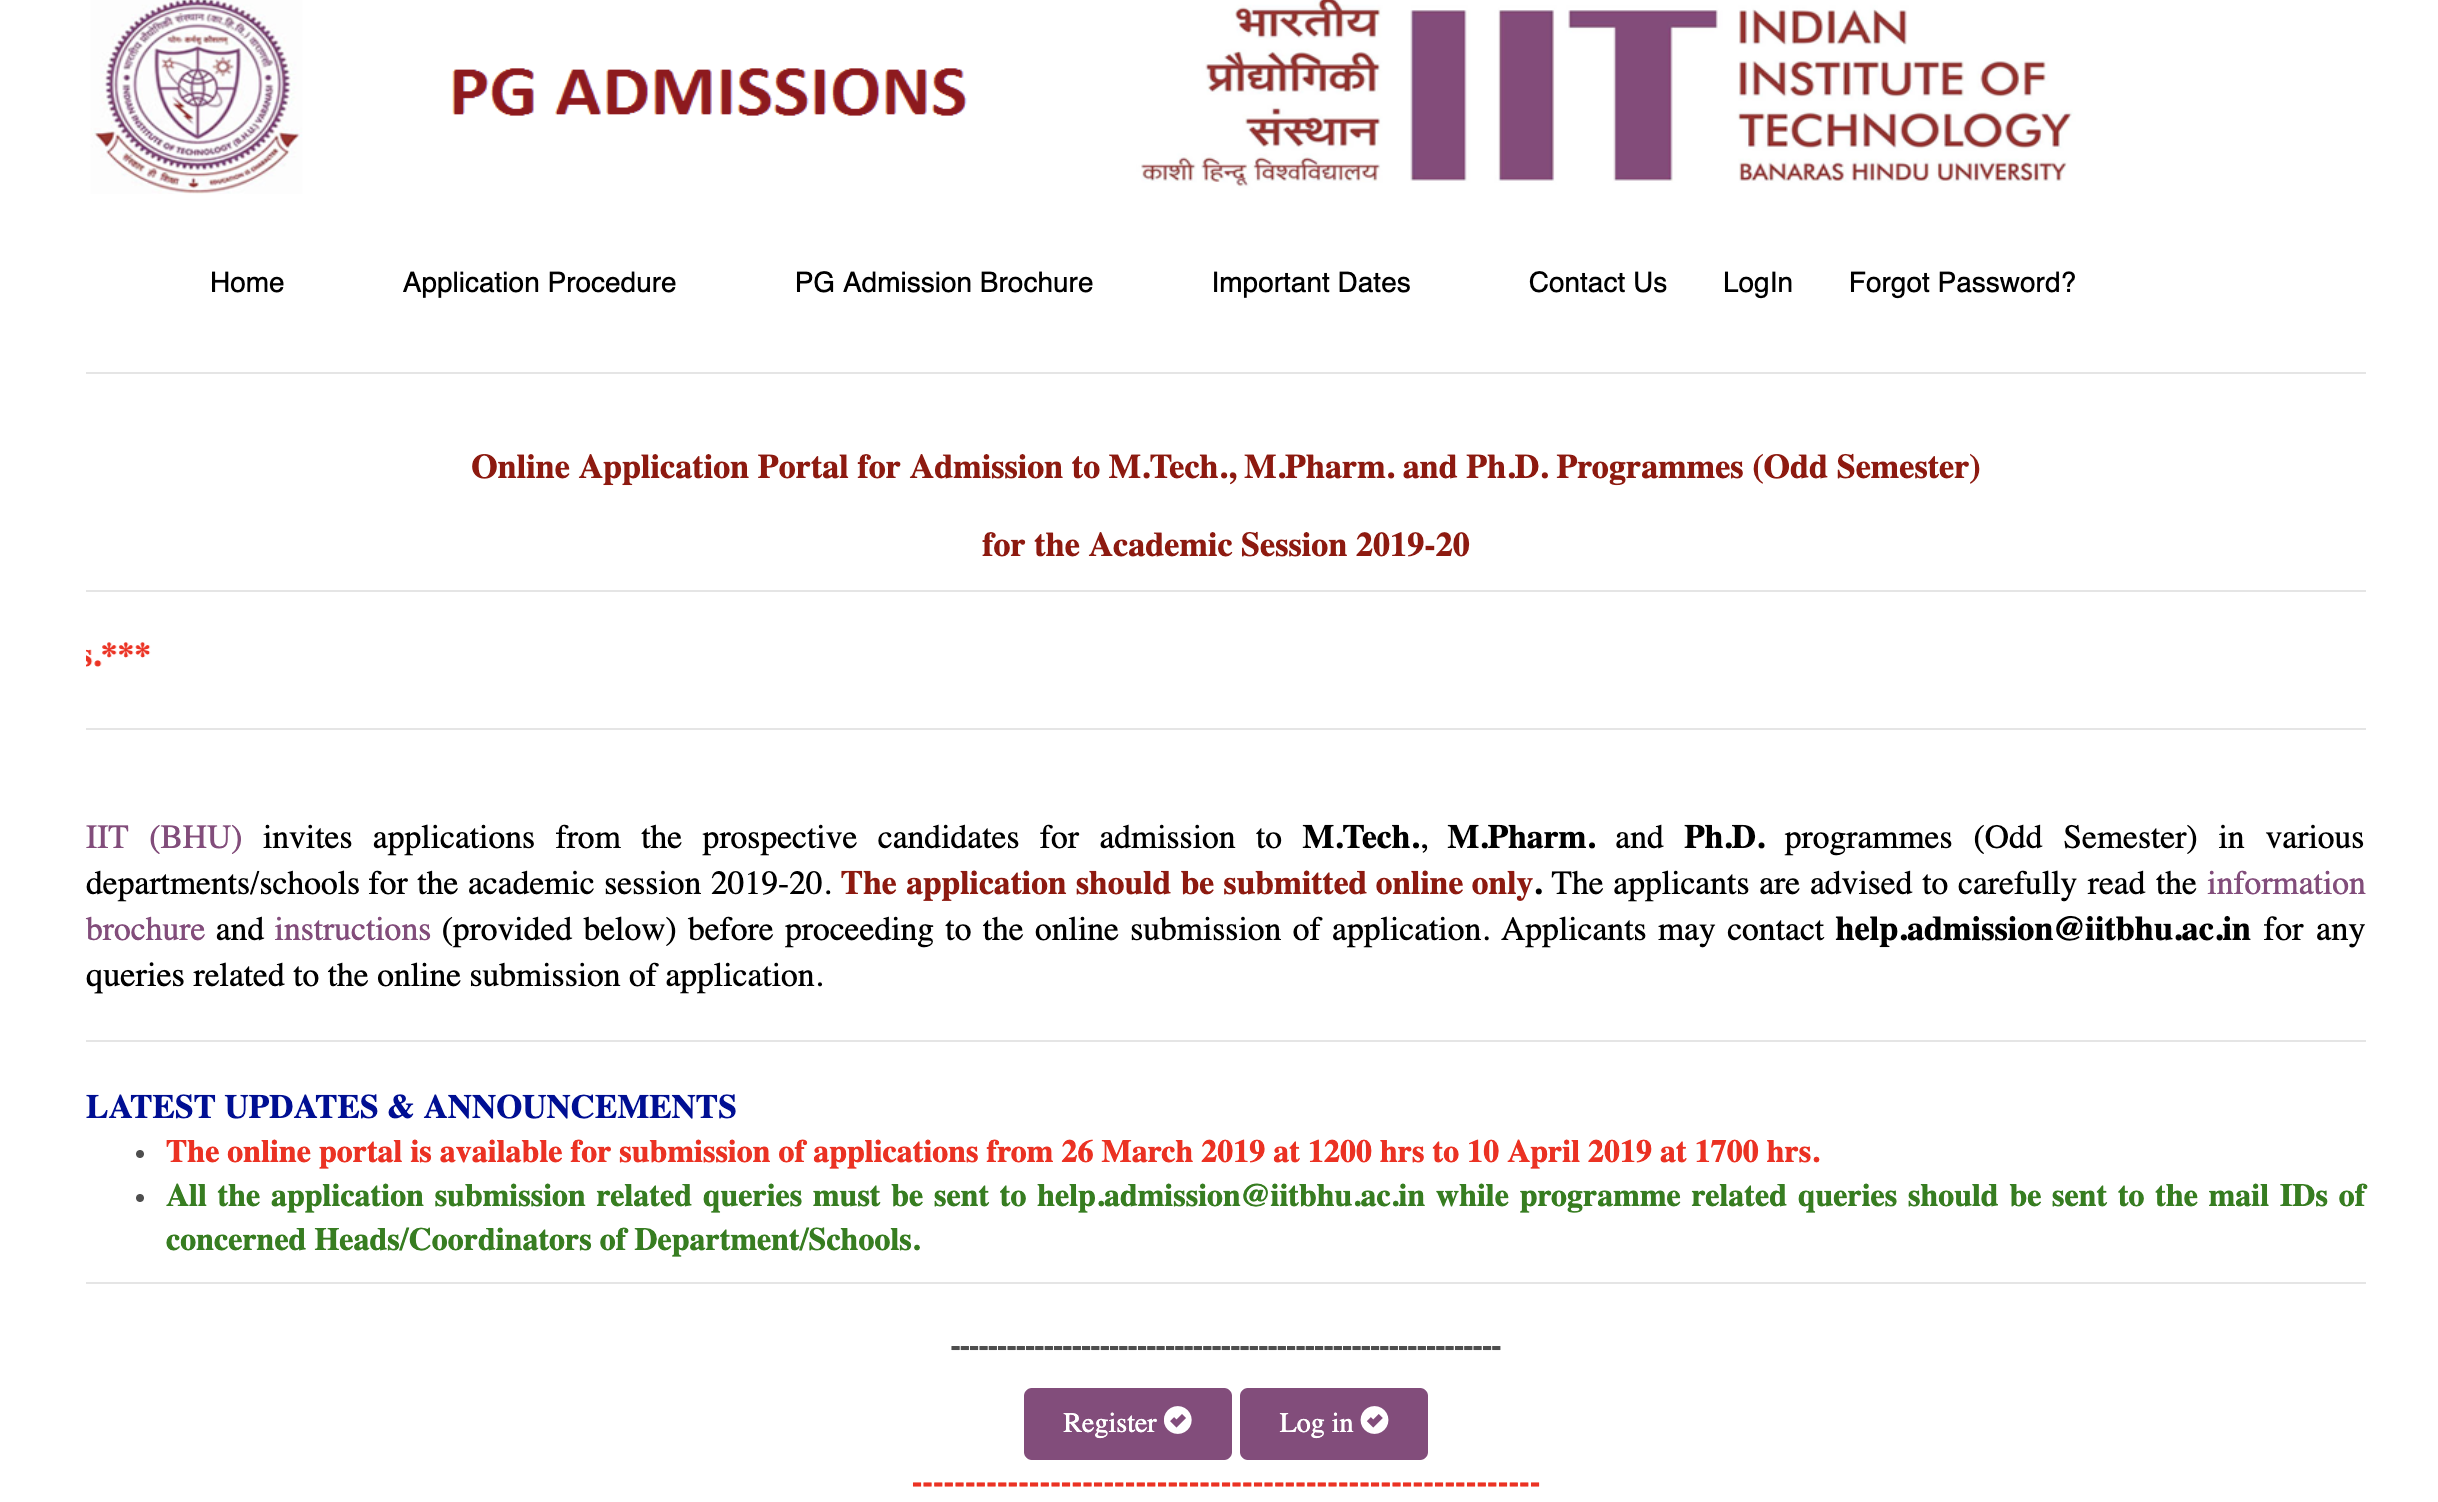 भारतीय प्रौद्योगिकी संस्थान (का.हि.वि.) वाराणसी
INDIAN INSTITUTE OF TECHNOLOGY (B.H.U.) VARANASI
PG ADMISSIONS
भारतीय
प्रौद्योगिकी
संस्थान
काशी हिन्दू विश्वविद्यालय
IIT
INDIAN
INSTITUTE OF
TECHNOLOGY
BANARAS HINDU UNIVERSITY
Home Application Procedure PG Admission Brochure Important Dates Contact Us LogIn Forgot Password?
Online Application Portal for Admission to M.Tech., M.Pharm. and Ph.D. Programmes (Odd Semester)
for the Academic Session 2019-20
s.***
IIT (BHU) invites applications from the prospective candidates for admission to M.Tech., M.Pharm. and Ph.D. programmes (Odd Semester) in various
departments/schools for the academic session 2019-20. The application should be submitted online only. The applicants are advised to carefully read the information
brochure and instructions (provided below) before proceeding to the online submission of application. Applicants may contact help.admission@iitbhu.ac.in for any
queries related to the online submission of application.
LATEST UPDATES & ANNOUNCEMENTS
• The online portal is available for submission of applications from 26 March 2019 at 1200 hrs to 10 April 2019 at 1700 hrs.
• All the application submission related queries must be sent to help.admission@iitbhu.ac.in while programme related queries should be sent to the mail IDs of
concerned Heads/Coordinators of Department/Schools.
Register Log in